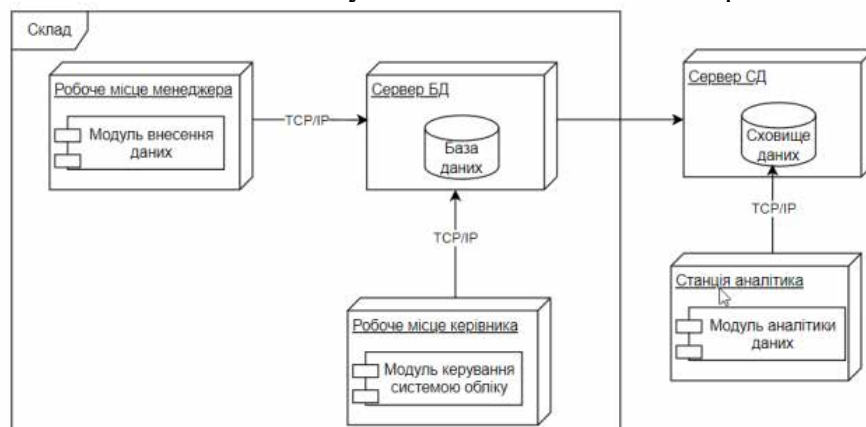 Склад
Робоче місце менеджера
Модуль внесення
даних
TCP/IP
Сервер БД
База
даних
Сервер СД
Сховище
даних
TCP/IP
TCP/IP
Робоче місце керівника
Модуль керування
системою обліку
Станція аналітика
Модуль аналітики
даних